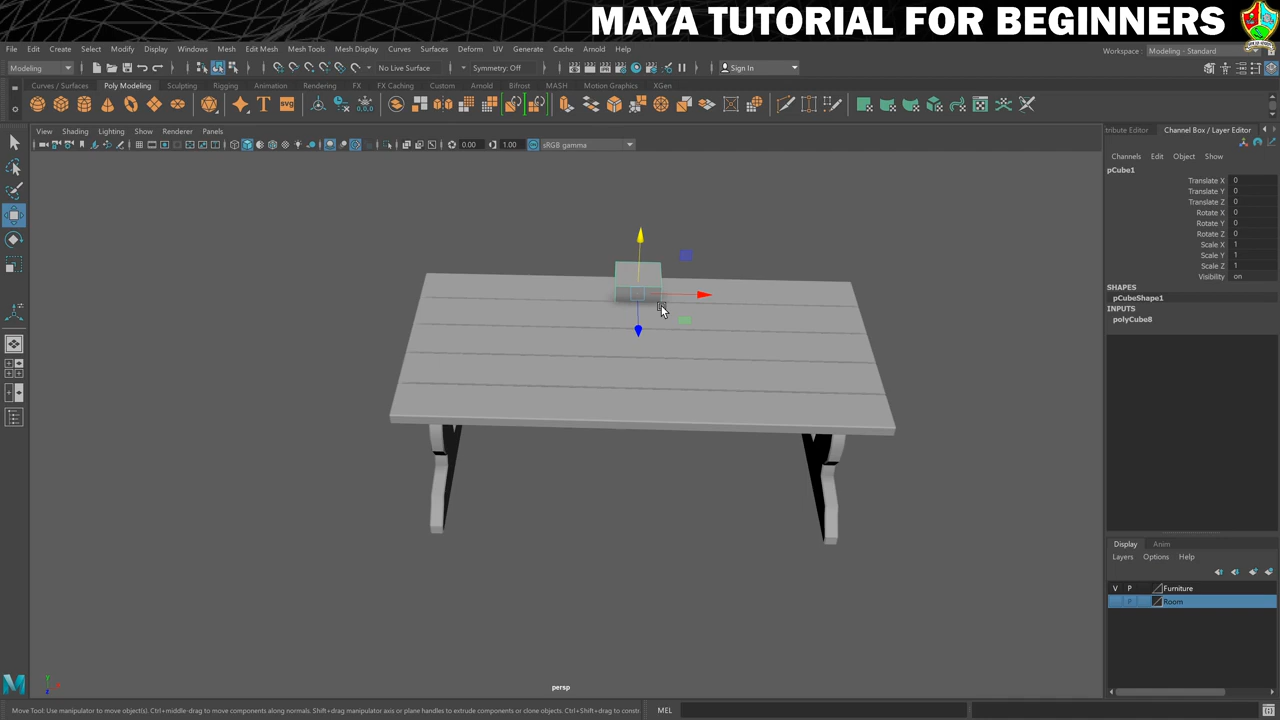 MAYA TUTORIAL FOR BEGINNERS
File Edit Create Select Modify Display Windows Mesh Edit Mesh Mesh Tools Mesh Display Curves Surfaces Deform UV Generate Cache Arnold Help
Workspace : Modeling - Standard
Modeling No Live Surface Symmetry: Off Sign In
Curves / Surfaces Poly Modeling Sculpting Rigging Animation Rendering FX FX Caching Custom Arnold Bifrost MASH Motion Graphics XGen
View Shading Lighting Show Renderer Panels
tribute Editor Channel Box / Layer Editor
0.00 1.00 sRGB gamma
Channels Edit Object Show
pCube1
Translate X 0
Translate Y 0
Translate Z 0
Rotate X 0
Rotate Y 0
Rotate Z 0
Scale X 1
Scale Y 1
Scale Z 1
Visibility on
SHAPES
pCubeShape1
INPUTS
polyCube8
Display Anim
Layers Options Help
V P Furniture
P Room
persp
Move Tool: Use manipulator to move object(s). Ctrl+middle-drag to move components along normals. Shift+drag manipulator axis or plane handles to extrude components or clone objects. Ctrl+Shift+drag to constr
MEL